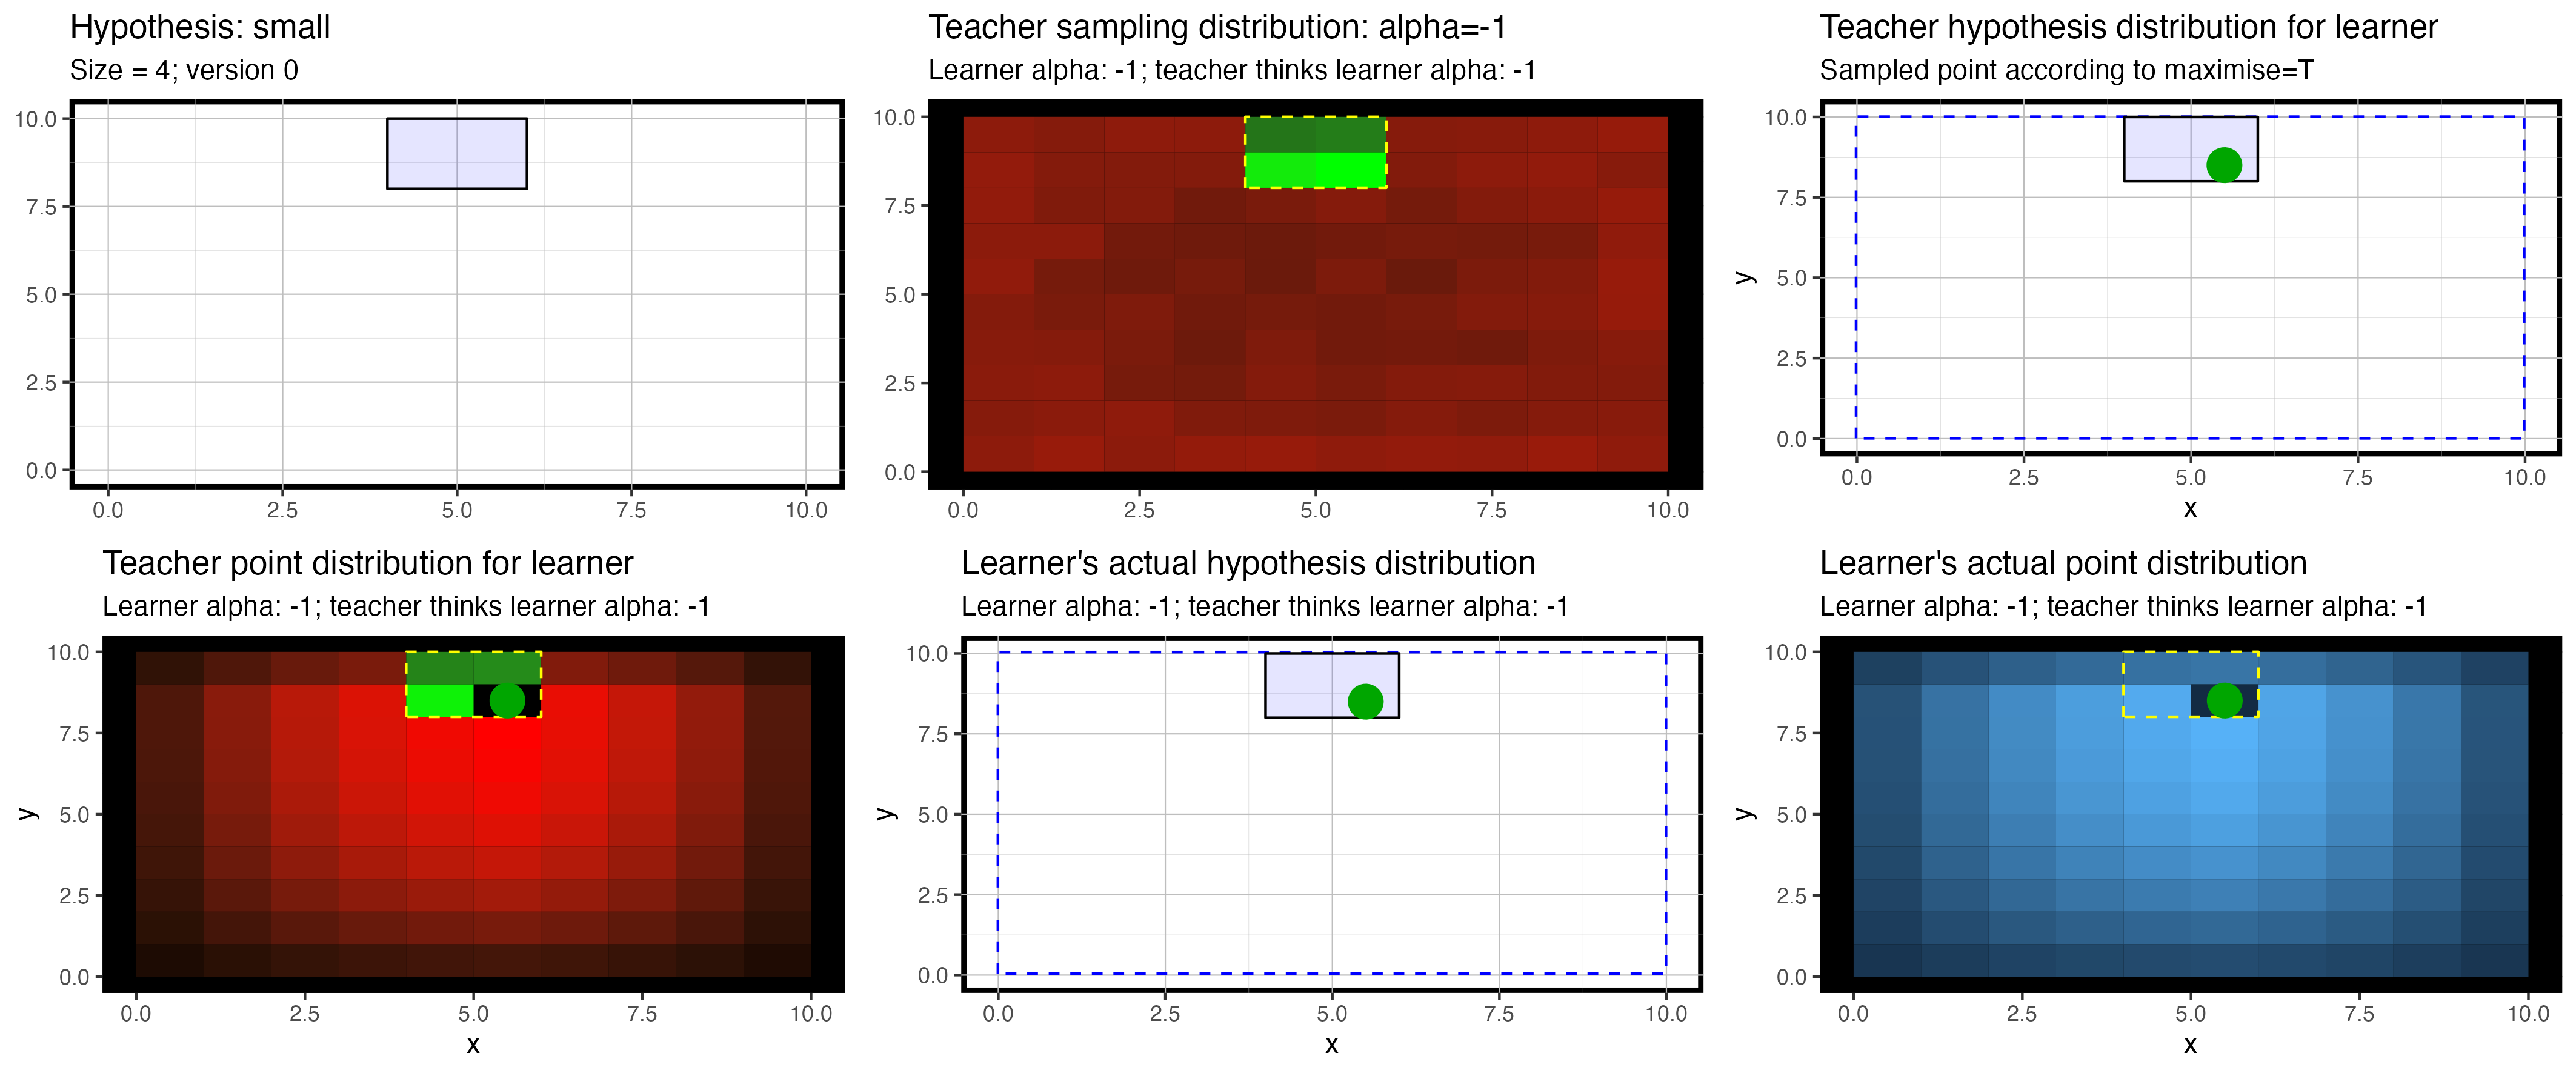 Hypothesis: small
Size = 4; version 0
10.0
7.5
5.0
2.5
0.0
0.0 2.5 5.0 7.5 10.0
Teacher sampling distribution: alpha=-1
Learner alpha: -1; teacher thinks learner alpha: -1
10.0
7.5
5.0
2.5
0.0
0.0 2.5 5.0 7.5 10.0
Teacher hypothesis distribution for learner
Sampled point according to maximise=T
y
10.0
7.5
5.0
2.5
0.0
0.0 2.5 5.0 7.5 10.0
x
Teacher point distribution for learner
Learner alpha: -1; teacher thinks learner alpha: -1
y
10.0
7.5
5.0
2.5
0.0
0.0 2.5 5.0 7.5 10.0
x
Learner's actual hypothesis distribution
Learner alpha: -1; teacher thinks learner alpha: -1
y
10.0
7.5
5.0
2.5
0.0
0.0 2.5 5.0 7.5 10.0
x
Learner's actual point distribution
Learner alpha: -1; teacher thinks learner alpha: -1
y
10.0
7.5
5.0
2.5
0.0
0.0 2.5 5.0 7.5 10.0
x